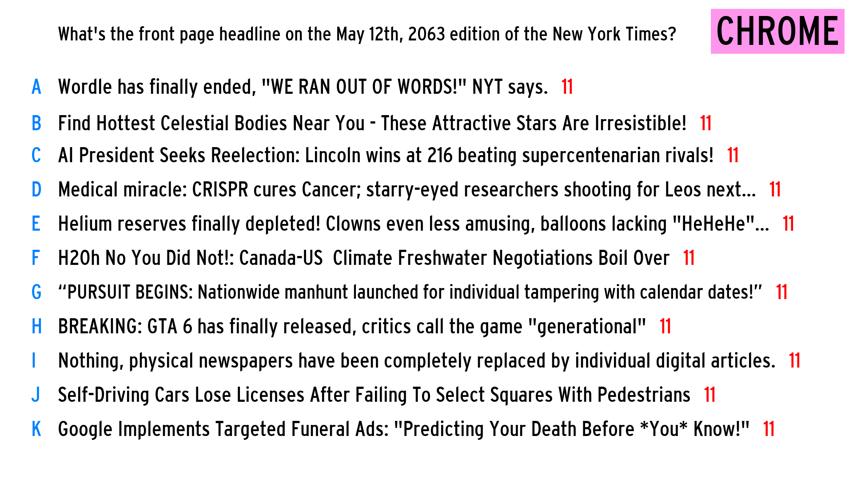 What's the front page headline on the May 12th, 2063 edition of the New York Times? CHROME
A Wordle has finally ended, "WE RAN OUT OF WORDS!" NYT says. 11
B Find Hottest Celestial Bodies Near You - These Attractive Stars Are Irresistible! 11
C AI President Seeks Reelection: Lincoln wins at 216 beating supercentenarian rivals! 11
D Medical miracle: CRISPR cures Cancer; starry-eyed researchers shooting for Leos next... 11
E Helium reserves finally depleted! Clowns even less amusing, balloons lacking "HeHeHe"... 11
F H2Oh No You Did Not!: Canada-US Climate Freshwater Negotiations Boil Over 11
G “PURSUIT BEGINS: Nationwide manhunt launched for individual tampering with calendar dates!” 11
H BREAKING: GTA 6 has finally released, critics call the game "generational" 11
I Nothing, physical newspapers have been completely replaced by individual digital articles. 11
J Self-Driving Cars Lose Licenses After Failing To Select Squares With Pedestrians 11
K Google Implements Targeted Funeral Ads: "Predicting Your Death Before *You* Know!" 11